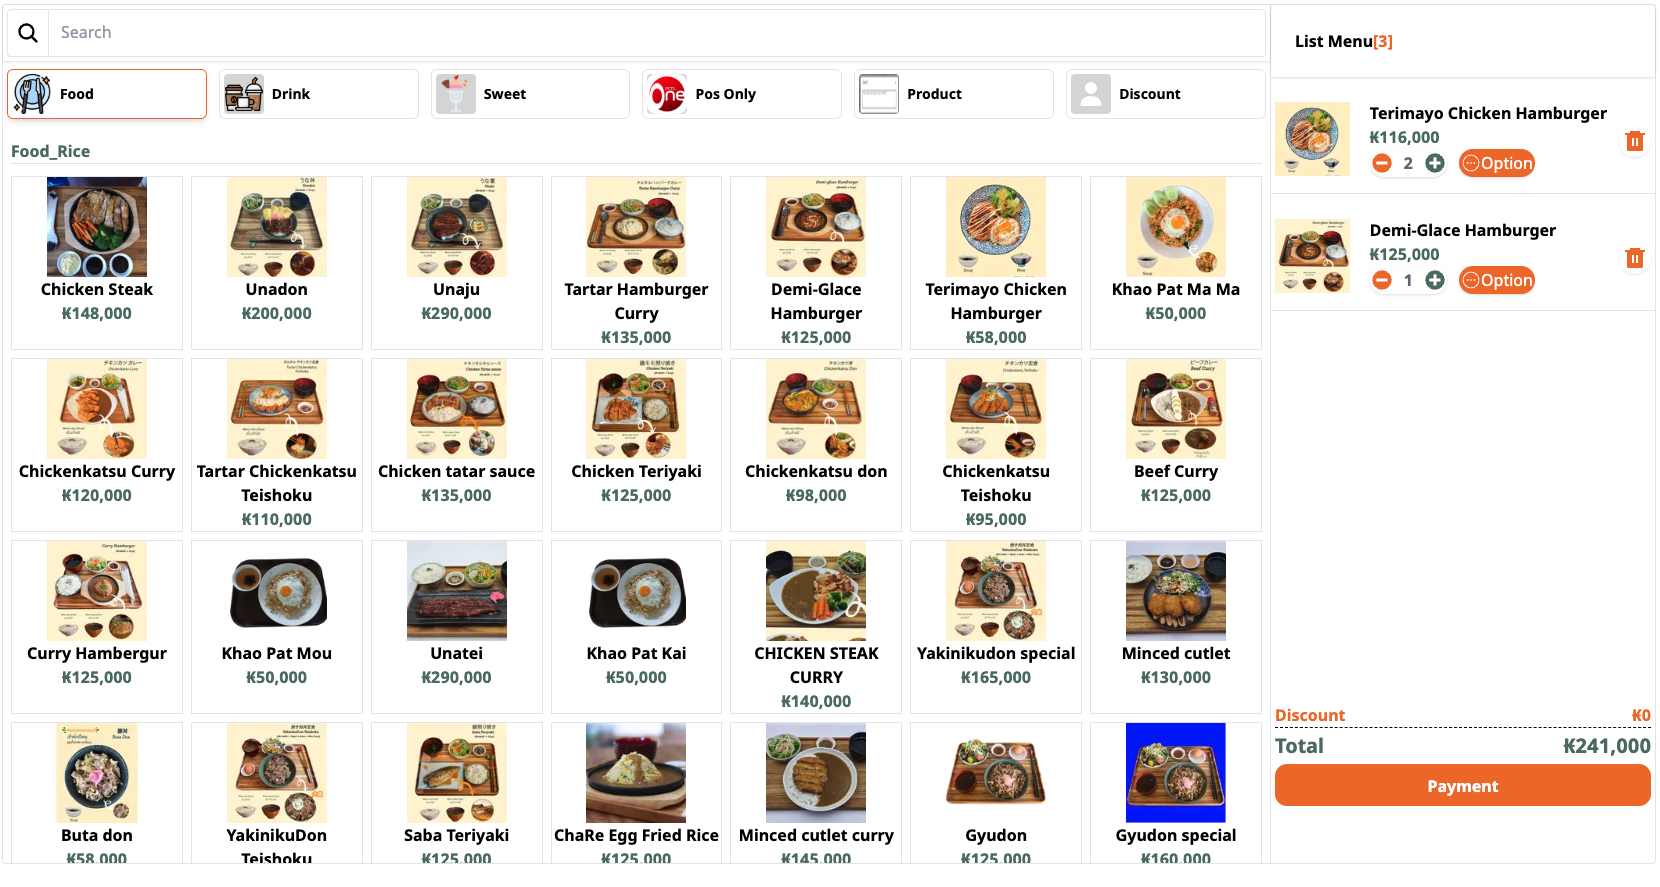 Search
List Menu[3]
Food
Drink
Sweet
Pos Only
Product
Discount
Food_Rice
Chicken Steak
₭148,000
Unadon
₭200,000
Unaju
₭290,000
Tartar Hamburger
Curry
₭135,000
Demi-Glace
Hamburger
₭125,000
Terimayo Chicken
Hamburger
₭58,000
Khao Pat Ma Ma
₭50,000
Chickenkatsu Curry
₭120,000
Tartar Chickenkatsu
Teishoku
₭110,000
Chicken tatar sauce
₭135,000
Chicken Teriyaki
₭125,000
Chickenkatsu don
₭98,000
Chickenkatsu
Teishoku
₭95,000
Beef Curry
₭125,000
Curry Hambergur
₭125,000
Khao Pat Mou
₭50,000
Unatei
₭290,000
Khao Pat Kai
₭50,000
CHICKEN STEAK
CURRY
₭140,000
Yakinikudon special
₭165,000
Minced cutlet
₭130,000
Buta don
₭58,000
YakinikuDon
Teishoku
Saba Teriyaki
₭125,000
ChaRe Egg Fried Rice
₭125,000
Minced cutlet curry
₭145,000
Gyudon
₭125,000
Gyudon special
₭160,000
Terimayo Chicken Hamburger
₭116,000
2
Option
Demi-Glace Hamburger
₭125,000
1
Option
Discount
₭0
Total
₭241,000
Payment